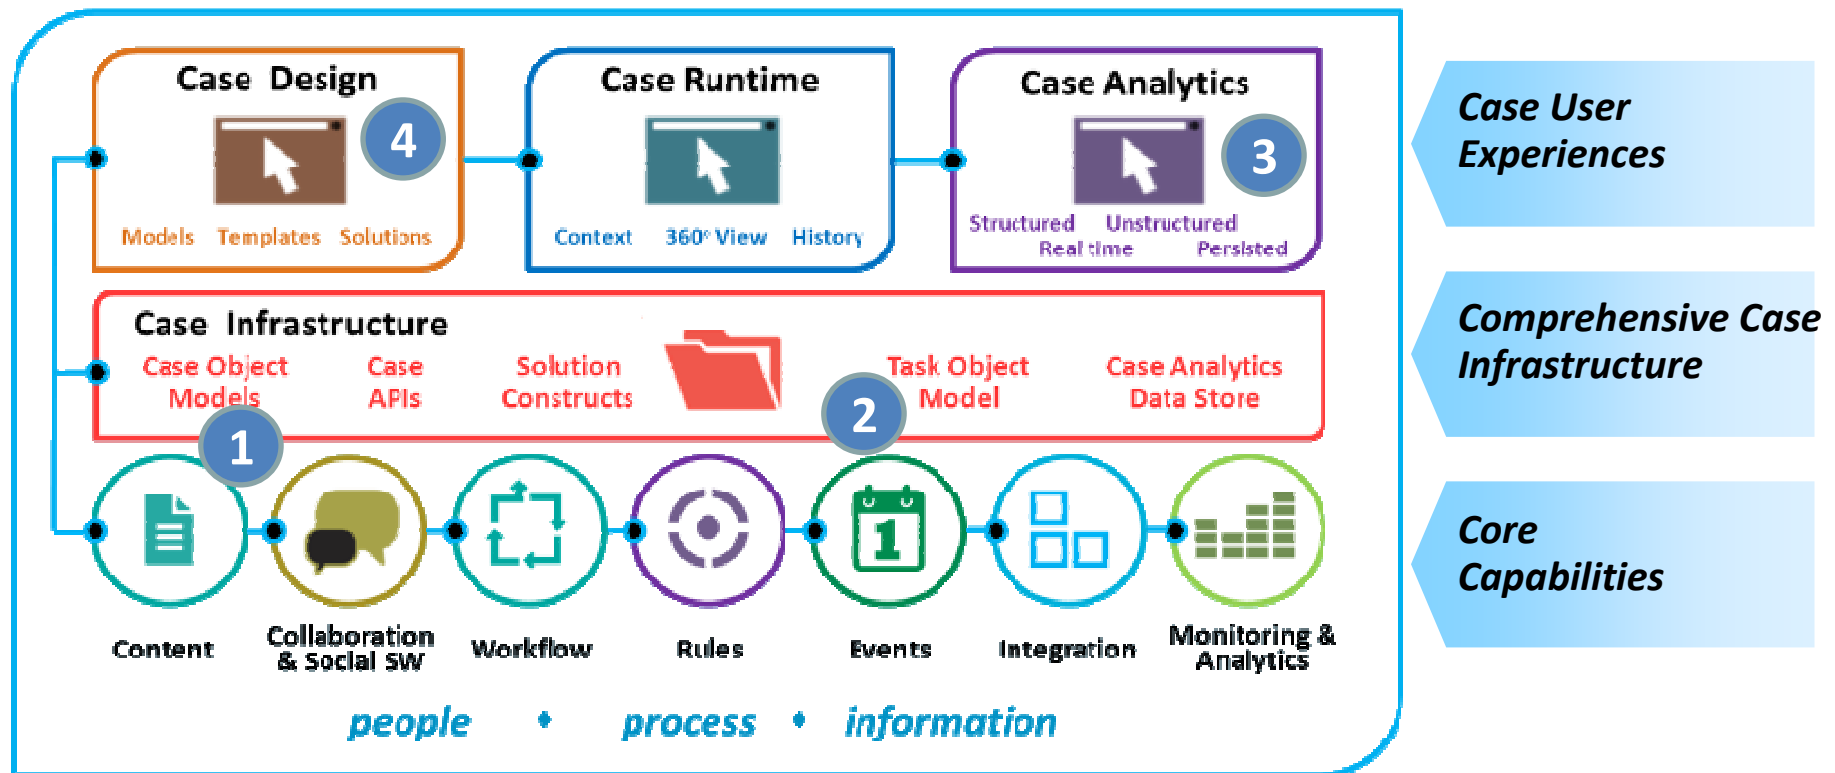 Case Design
4
Models Templates Solutions
Case Runtime
Context 360° View History
Case Analytics
3
Structured Unstructured
Real time Persisted
Case User
Experiences
Case Infrastructure
Case Object
Models
Case
APIs
Solution
Constructs
Task Object
Model
Case Analytics
Data Store
1
2
Comprehensive Case
Infrastructure
1
Content
Collaboration
& Social SW
Workflow
Rules
Events
Integration
Monitoring &
Analytics
Core
Capabilities
people • process • information